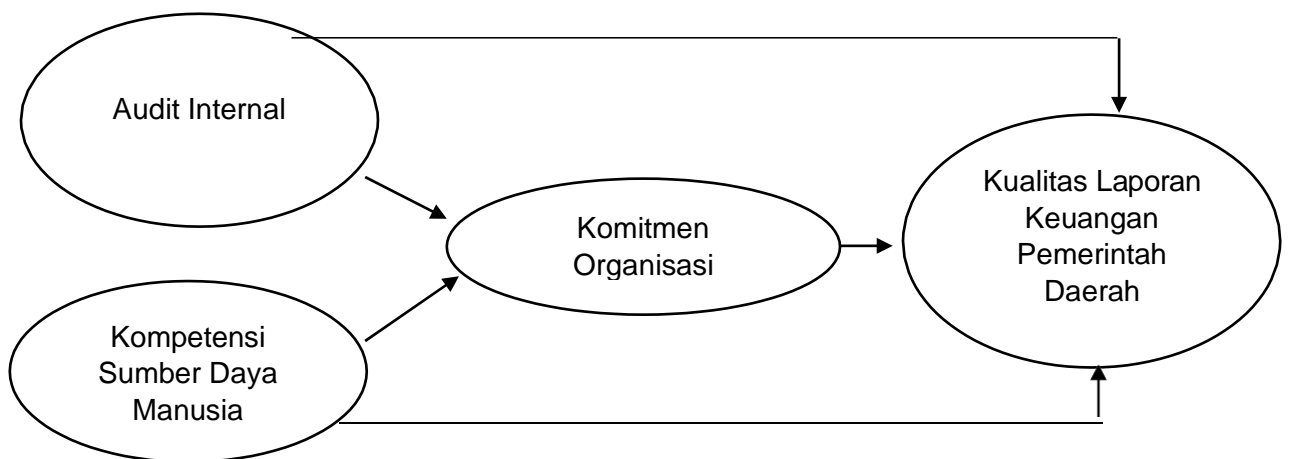 Audit Internal
Kompetensi
Sumber Daya
Manusia
Komitmen
Organisasi
Kualitas Laporan
Keuangan
Pemerintah
Daerah